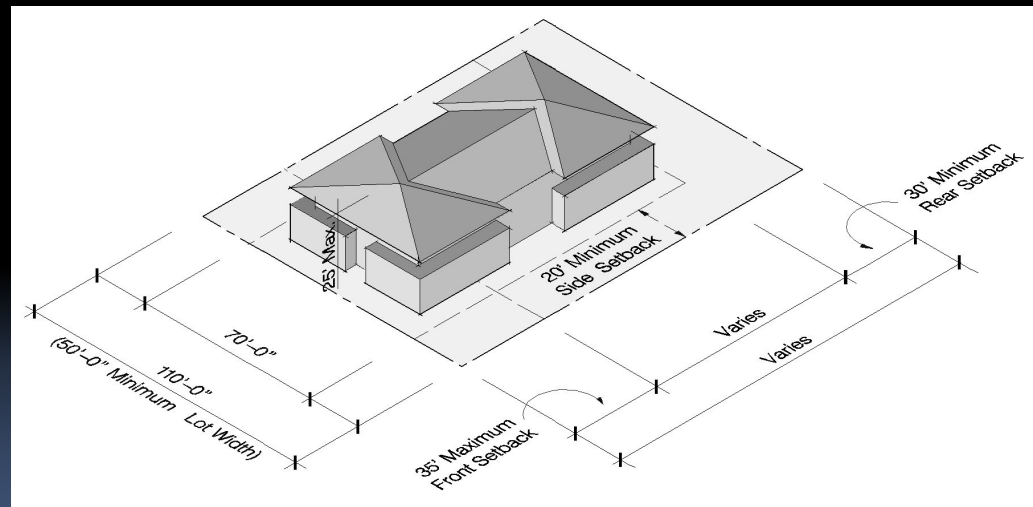 25' Max.
70'-0"
110'-0"
(50'-0" Minimum Lot Width)
20' Minimum
Side Setback
30' Minimum
Rear Setback
Varies
Varies
35' Maximum
Front Setback